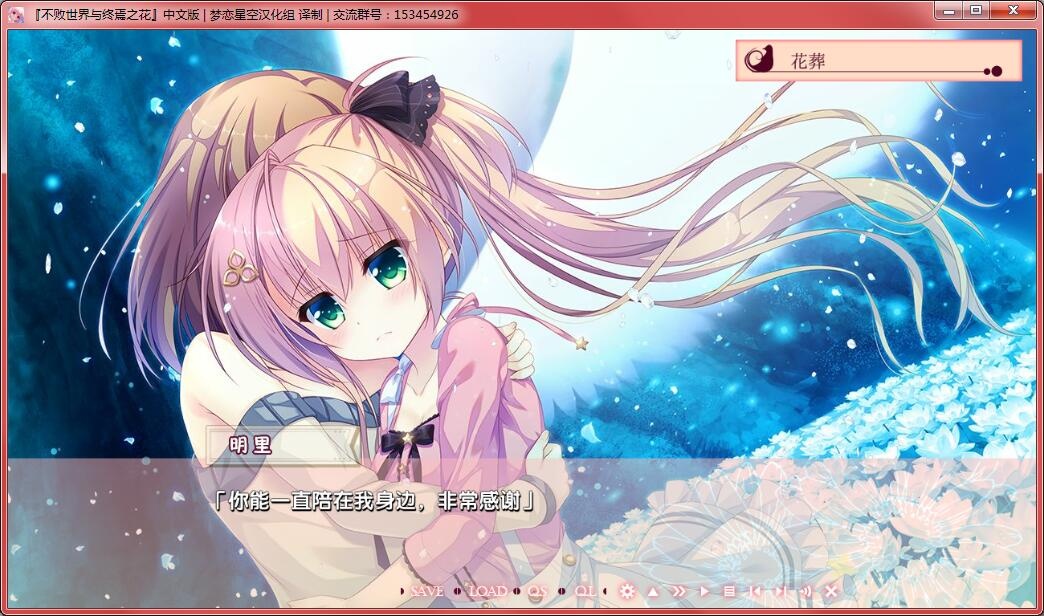 『不败世界与终焉之花』中文版 | 梦恋星空汉化组 译制 | 交流群号：153454926
花葬
明里
「你能一直陪在我身边，非常感谢」
SAVE LOAD QS QL